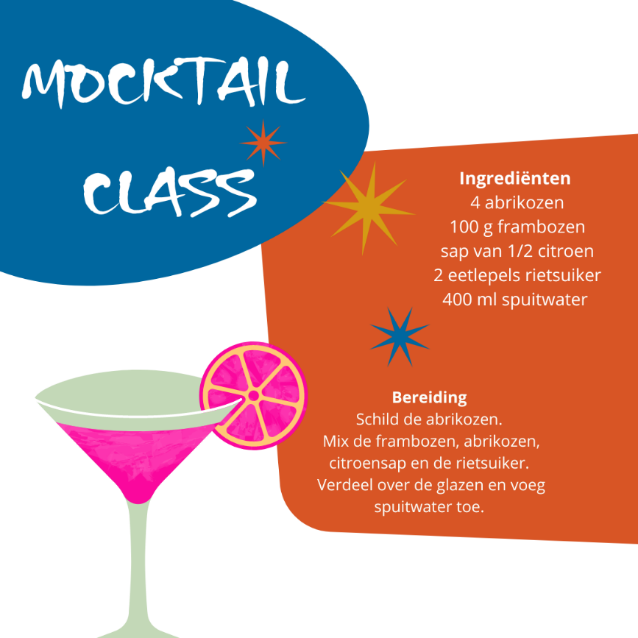 MOCKTAIL
CLASS
Ingrediënten
4 abrikozen
100 g frambozen
sap van 1/2 citroen
2 eetlepels rietsuiker
400 ml spuitwater
Bereiding
Schild de abrikozen.
Mix de frambozen, abrikozen,
citroensap en de rietsuiker.
Verdeel over de glazen en voeg
spuitwater toe.